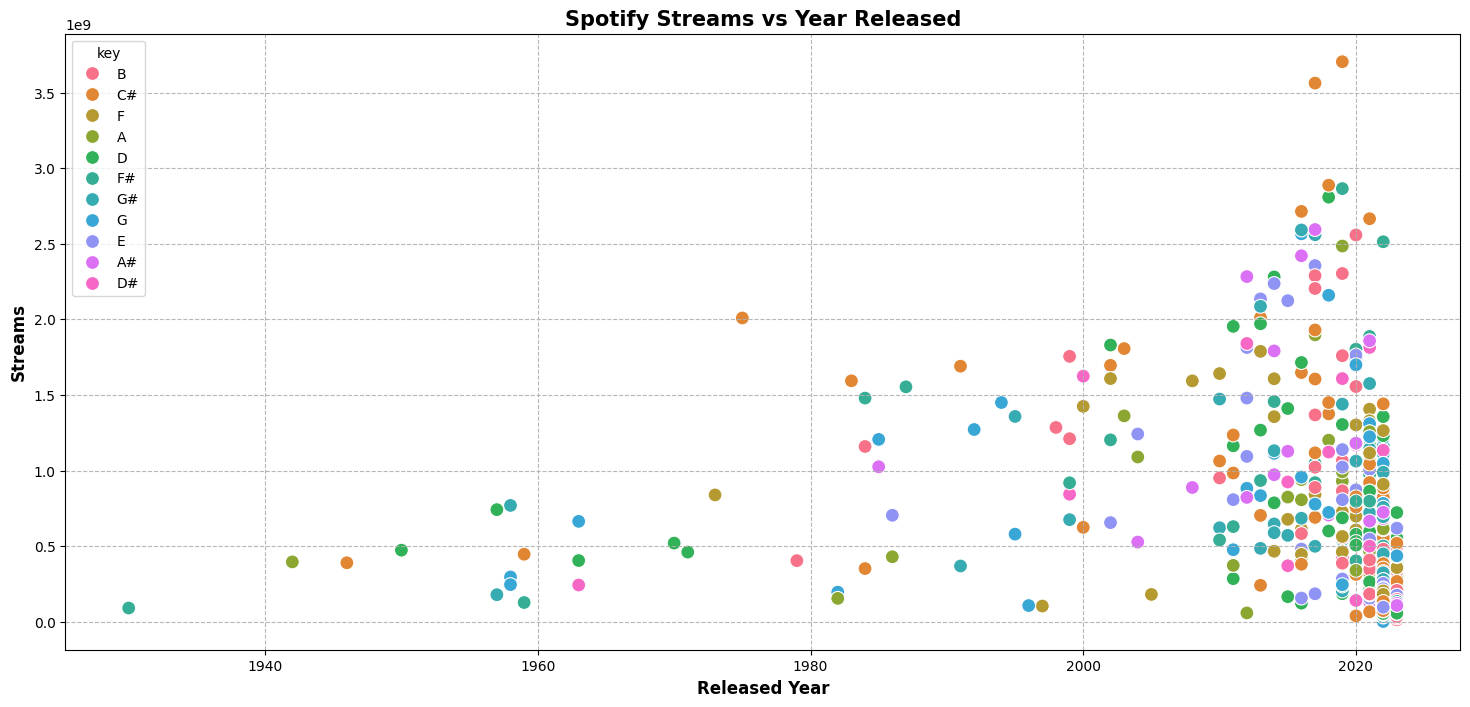 Spotify Streams vs Year Released
1e9
key
B
C#
F
A
D
F#
G#
G
E
A#
D#
3.5
3.0
2.5
2.0
1.5
1.0
0.5
0.0
Streams
1940 1960 1980 2000 2020
Released Year